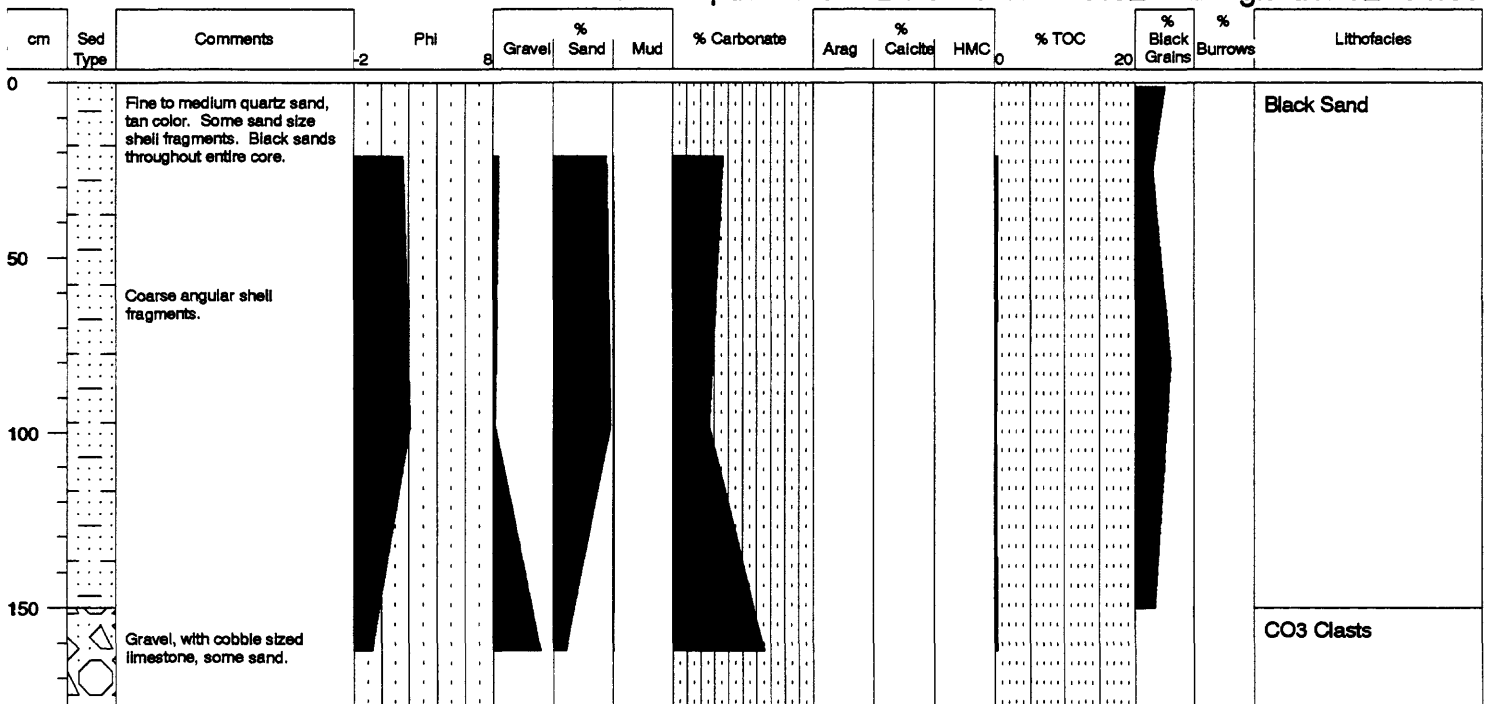 cm
Sed Type
Comments
Phi
-2
8
%
Gravel Sand Mud
% Carbonate
%
Arag Calcite HMC
% TOC
0
20
% Black Grains
% Burrows
Lithofacies
0
50
100
150
Fine to medium quartz sand,
tan color. Some sand size
shell fragments. Black sands
throughout entire core.
Coarse angular shell
fragments.
Gravel, with cobble sized
limestone, some sand.
Black Sand
CO3 Clasts